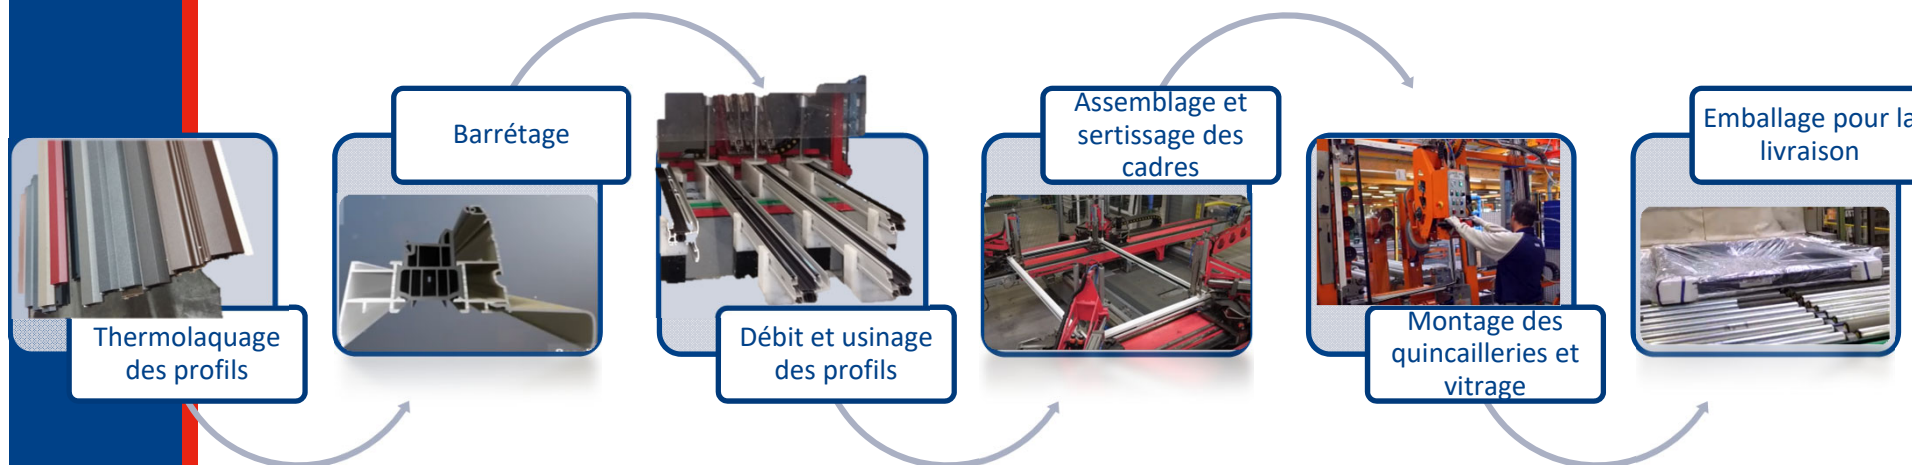 Thermolaquage
des profils
Barrétage
Débit et usinage
des profils
Assemblage et
sertissage des
cadres
Montage des
quincailleries et
vitrage
Emballage pour la
livraison